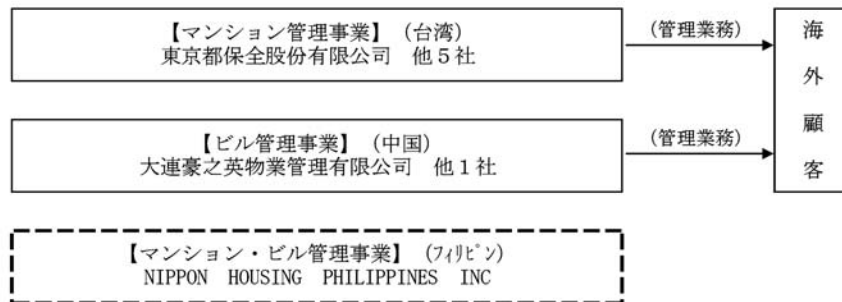 【マンション管理事業】（台湾）
東京都保全股份有限公司　他５社
（管理業務）
【ビル管理事業】（中国）
大連豪之英物業管理有限公司　他１社
（管理業務）
海外顧客
【マンション・ビル管理事業】（ﾌｨﾘﾋﾟﾝ）
NIPPON HOUSING PHILIPPINES INC